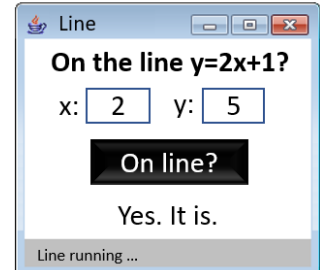 Line
On the line y=2x+1?
x: 2 y: 5
On line?
Yes. It is.
Line running ...